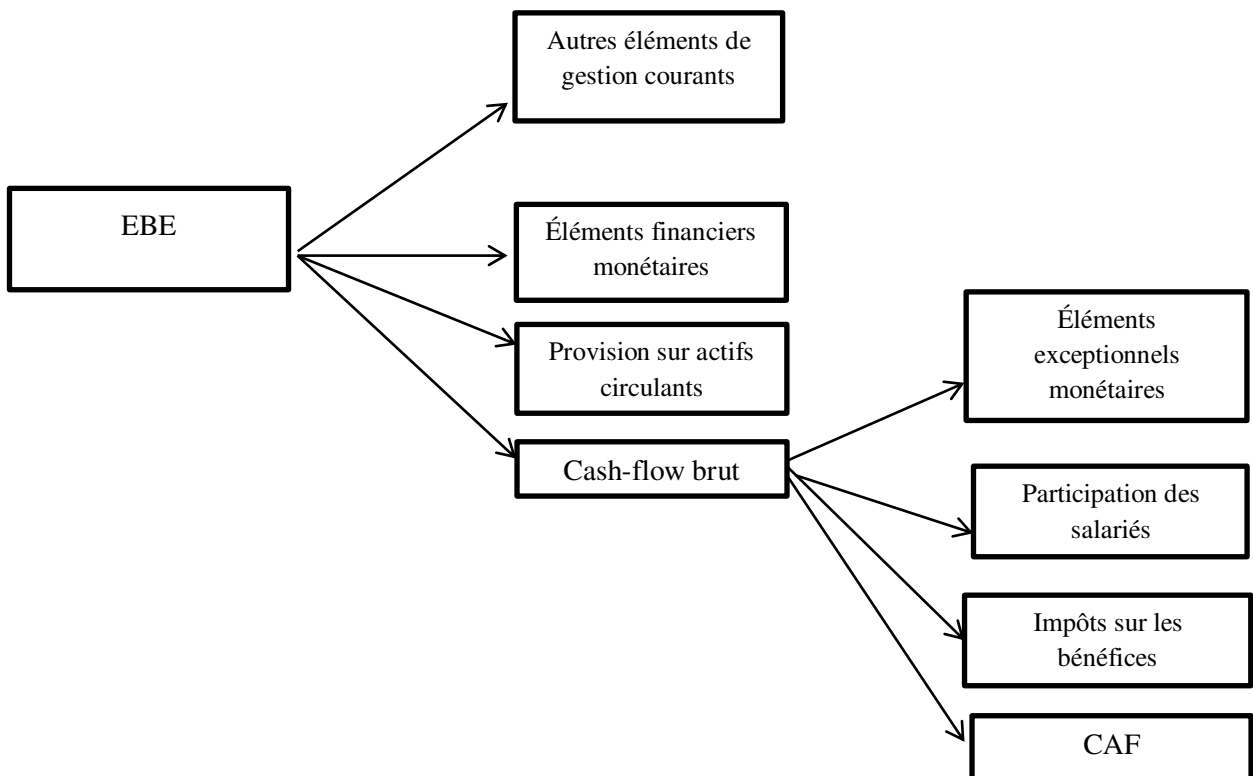 Autres éléments de
gestion courants
EBE
Éléments financiers
monétaires
Provision sur actifs
circulants
Cash-flow brut
Éléments
exceptionnels
monétaires
Participation des
salariés
Impôts sur les
bénéfices
CAF